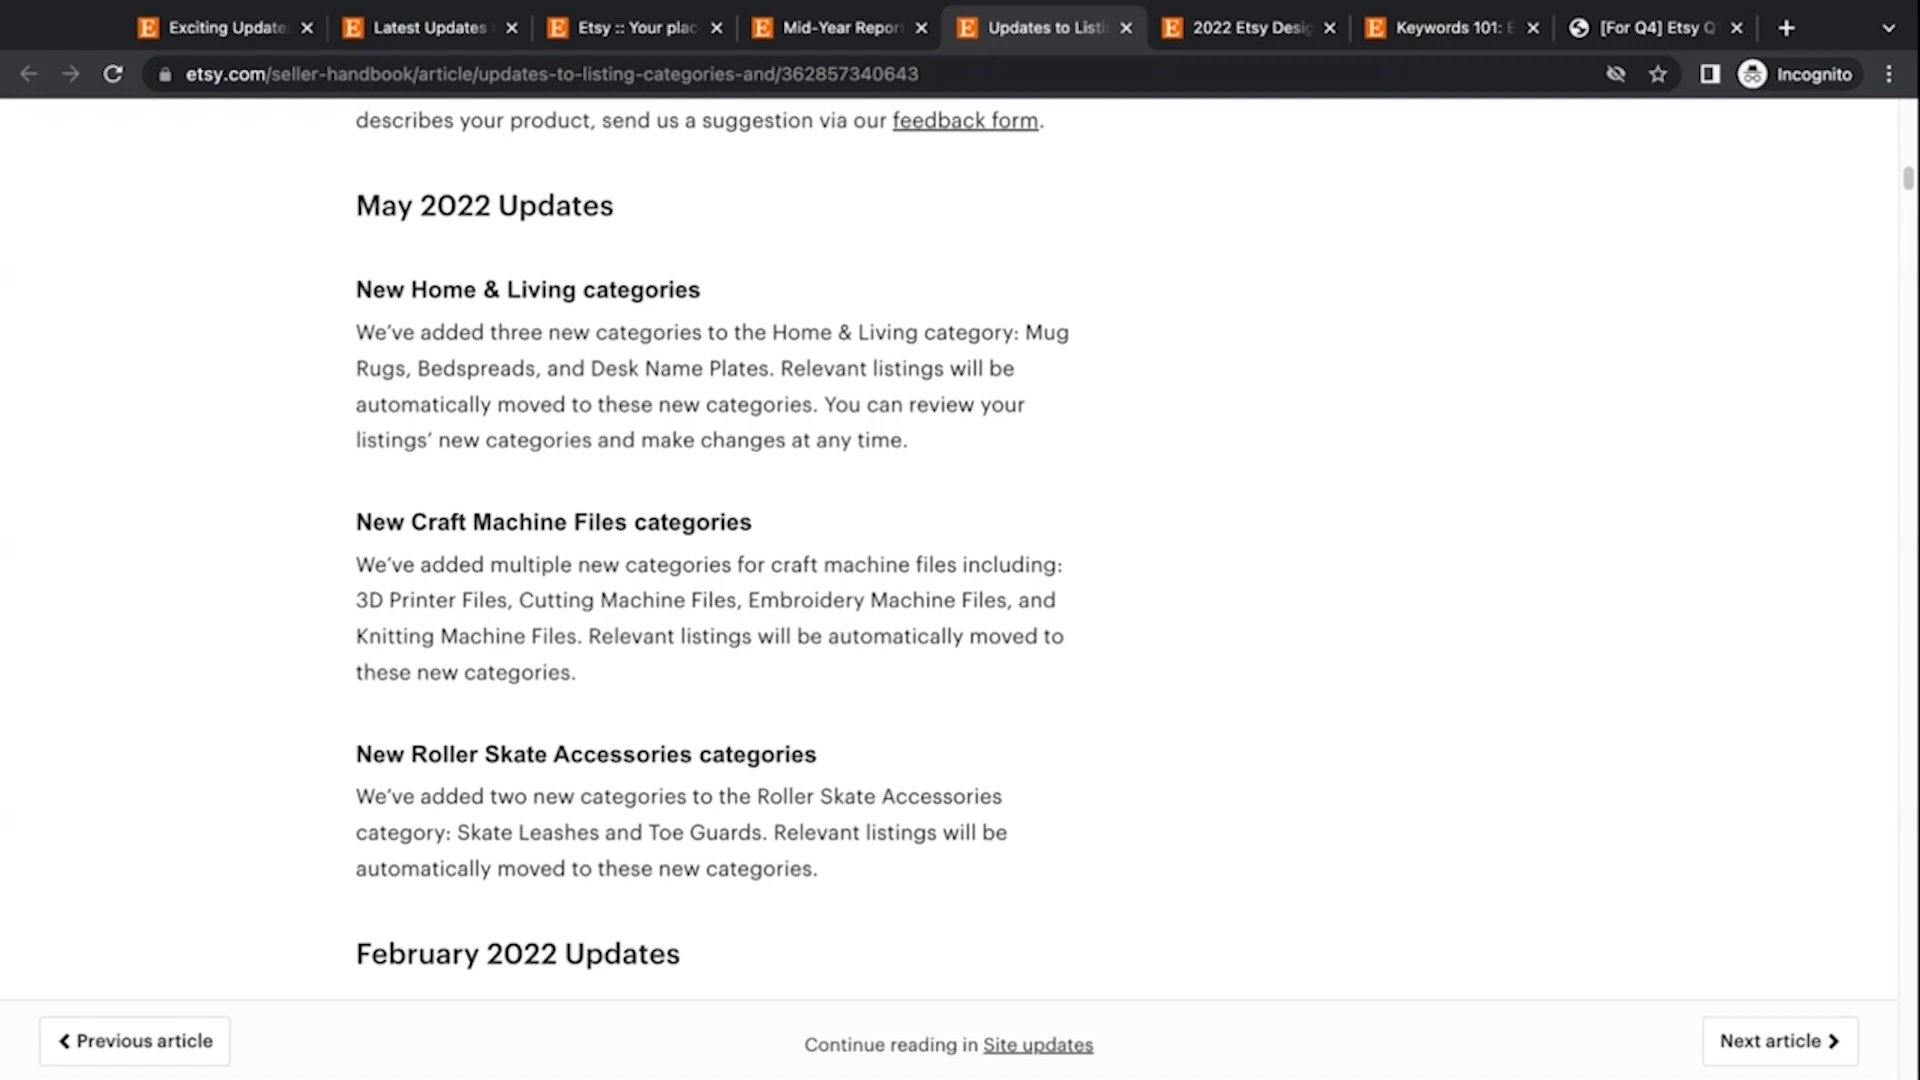 Exciting Update
Latest Updates
Etsy :: Your plac
Mid-Year Report
Updates to Listi
2022 Etsy Desig
Keywords 101: E
[For Q4] Etsy Q
etsy.com/seller-handbook/article/updates-to-listing-categories-and/362857340643
Incognito
describes your product, send us a suggestion via our feedback form.
May 2022 Updates
New Home & Living categories
We’ve added three new categories to the Home & Living category: Mug
Rugs, Bedspreads, and Desk Name Plates. Relevant listings will be
automatically moved to these new categories. You can review your
listings’ new categories and make changes at any time.
New Craft Machine Files categories
We’ve added multiple new categories for craft machine files including:
3D Printer Files, Cutting Machine Files, Embroidery Machine Files, and
Knitting Machine Files. Relevant listings will be automatically moved to
these new categories.
New Roller Skate Accessories categories
We’ve added two new categories to the Roller Skate Accessories
category: Skate Leashes and Toe Guards. Relevant listings will be
automatically moved to these new categories.
February 2022 Updates
Previous article
Continue reading in Site updates
Next article